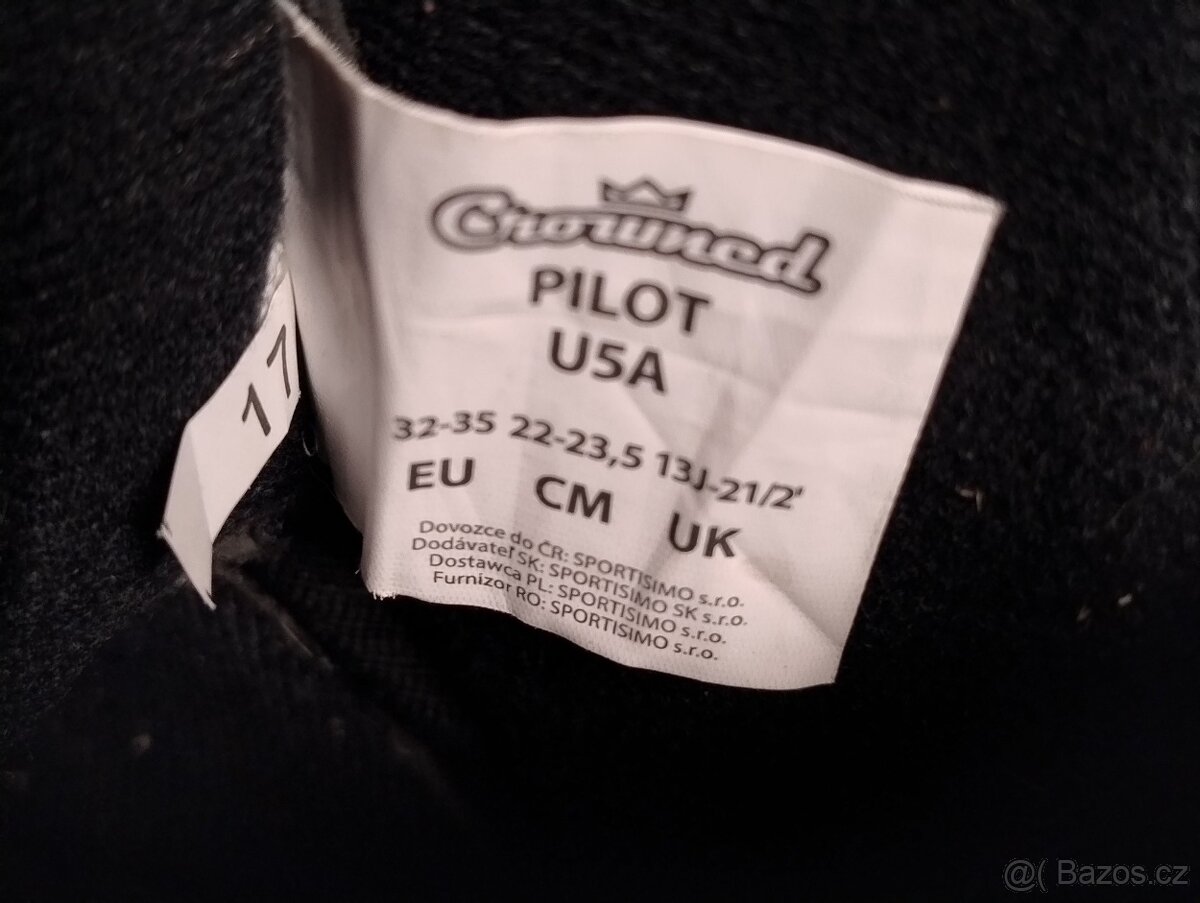 Crowned
PILOT
U5A
32-35 22-23,5 13J-21/2'
EU CM UK
Dovozce do ČR: SPORTISIMO s.r.o.
Dodávateľ SK: SPORTISIMO SK s.r.o.
Dostawca PL: SPORTISIMO s.r.o.
Furnizor RO: SPORTISIMO s.r.o.
17
@( Bazos.cz